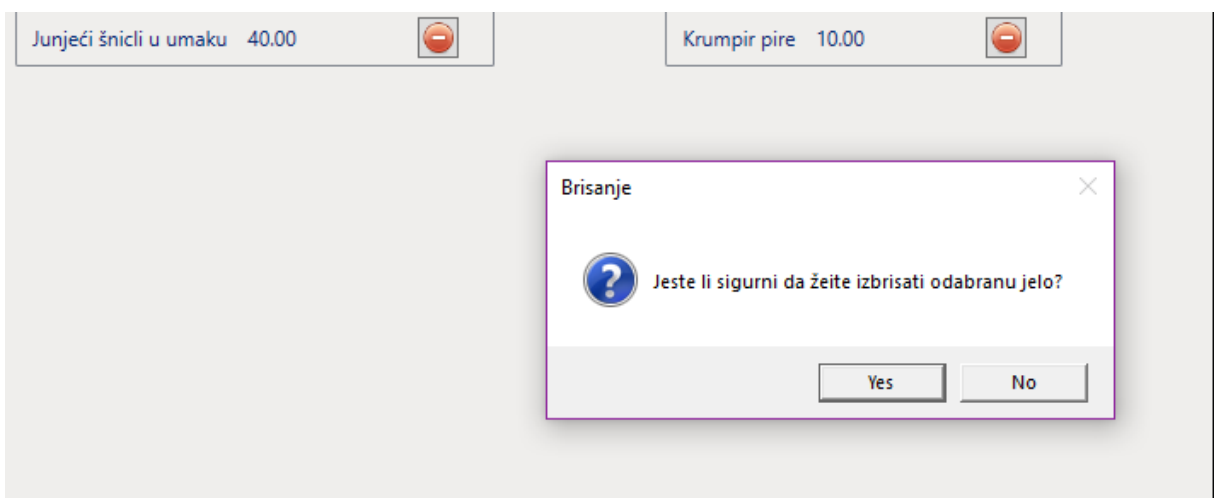 Junjeći šnicli u umaku 40.00
Krumpir pire 10.00
Brisanje
Jeste li sigurni da žeite izbrisati odabranu jelo?
Yes
No